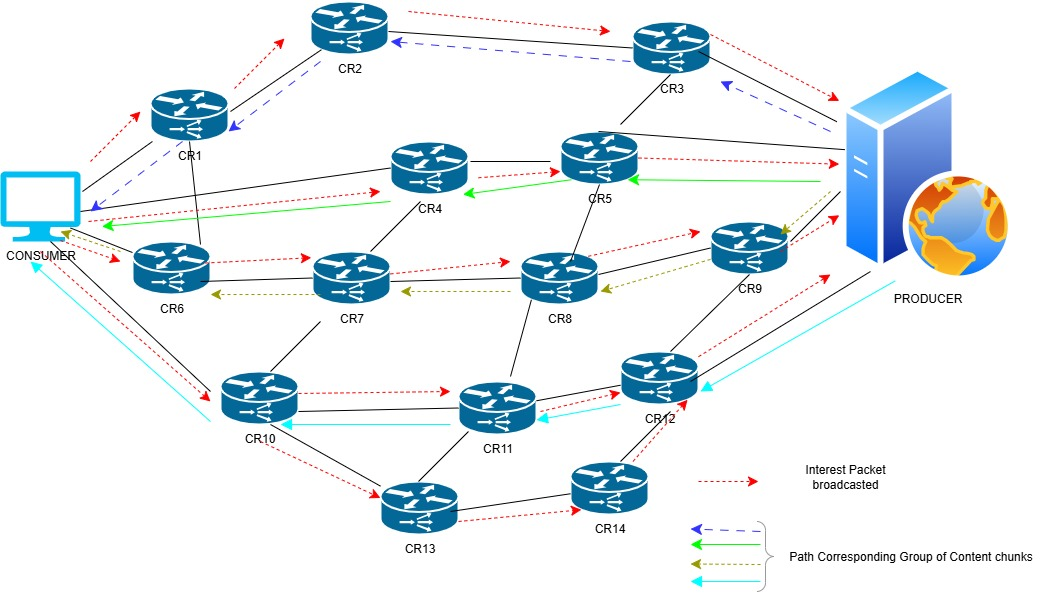 CR2
CR3
CR1
CR4
CR5
CONSUMER
CR6
CR7
CR8
CR9
PRODUCER
CR10
CR11
CR12
CR13
CR14
Interest Packet
broadcasted
Path Corresponding Group of Content chunks